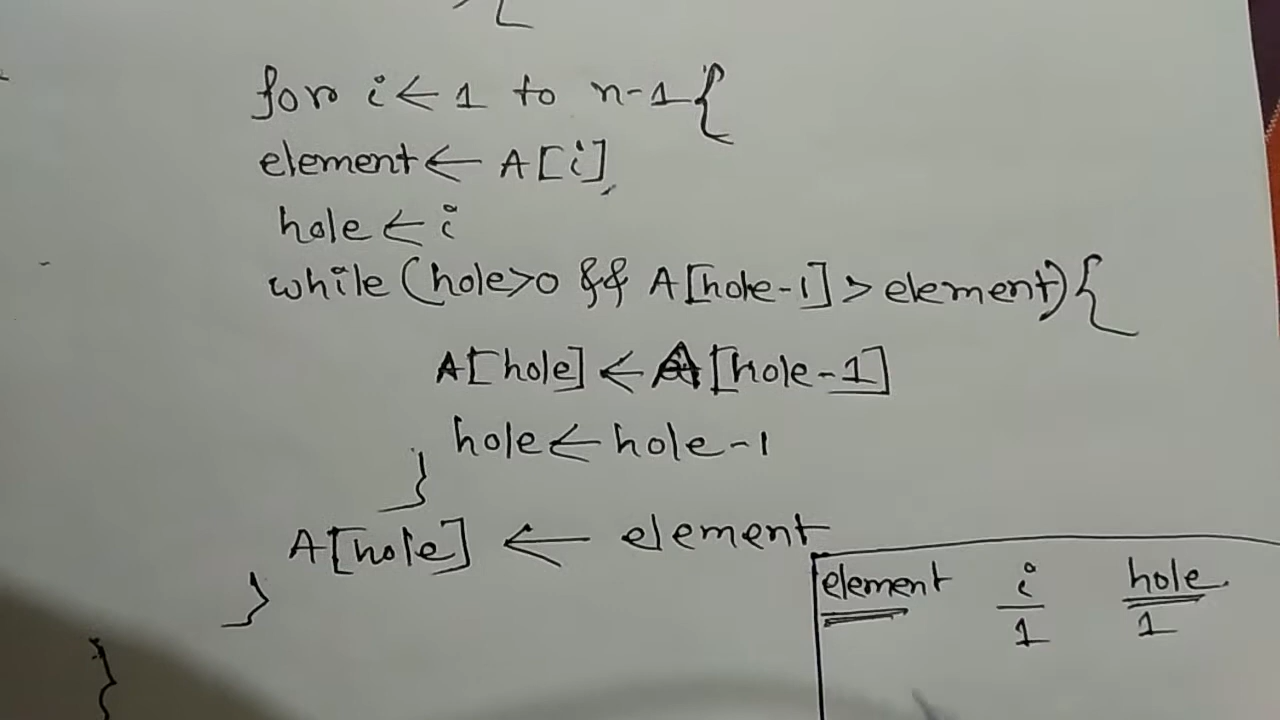 {
for i ← 1 to n-1{
element ← A[i]
hole ← i
while (hole>0 && A[hole-1] > element){
A[hole] ← A[hole-1]
hole ← hole-1
}
A[hole] ← element
}
}
element i hole
1 1